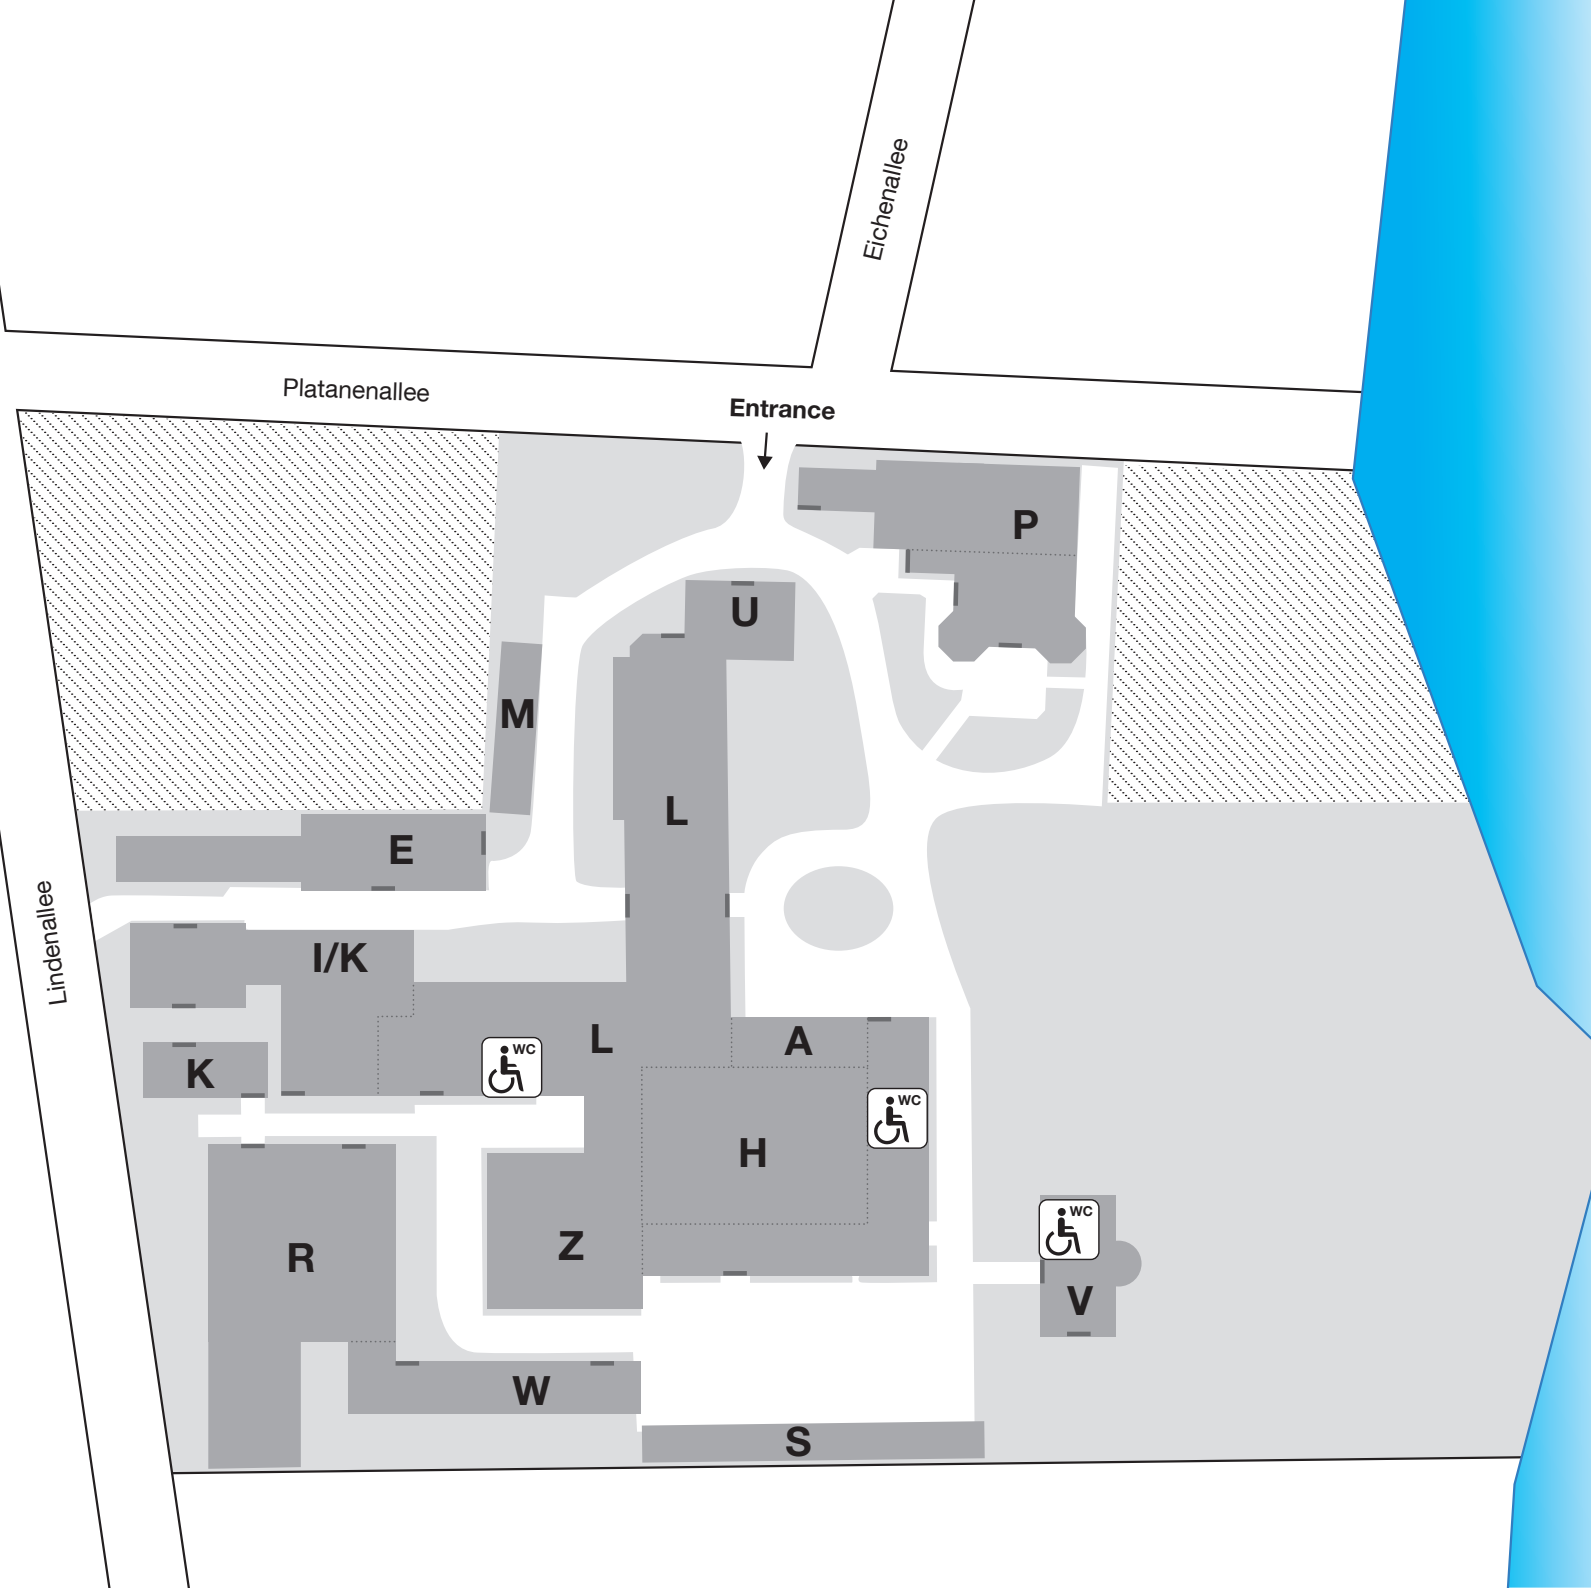 Eichenallee
Platanenallee
Entrance
P
U
M
L
E
Lindenallee
I/K
L
A
K
WC
WC
H
Z
R
WC
V
W
S